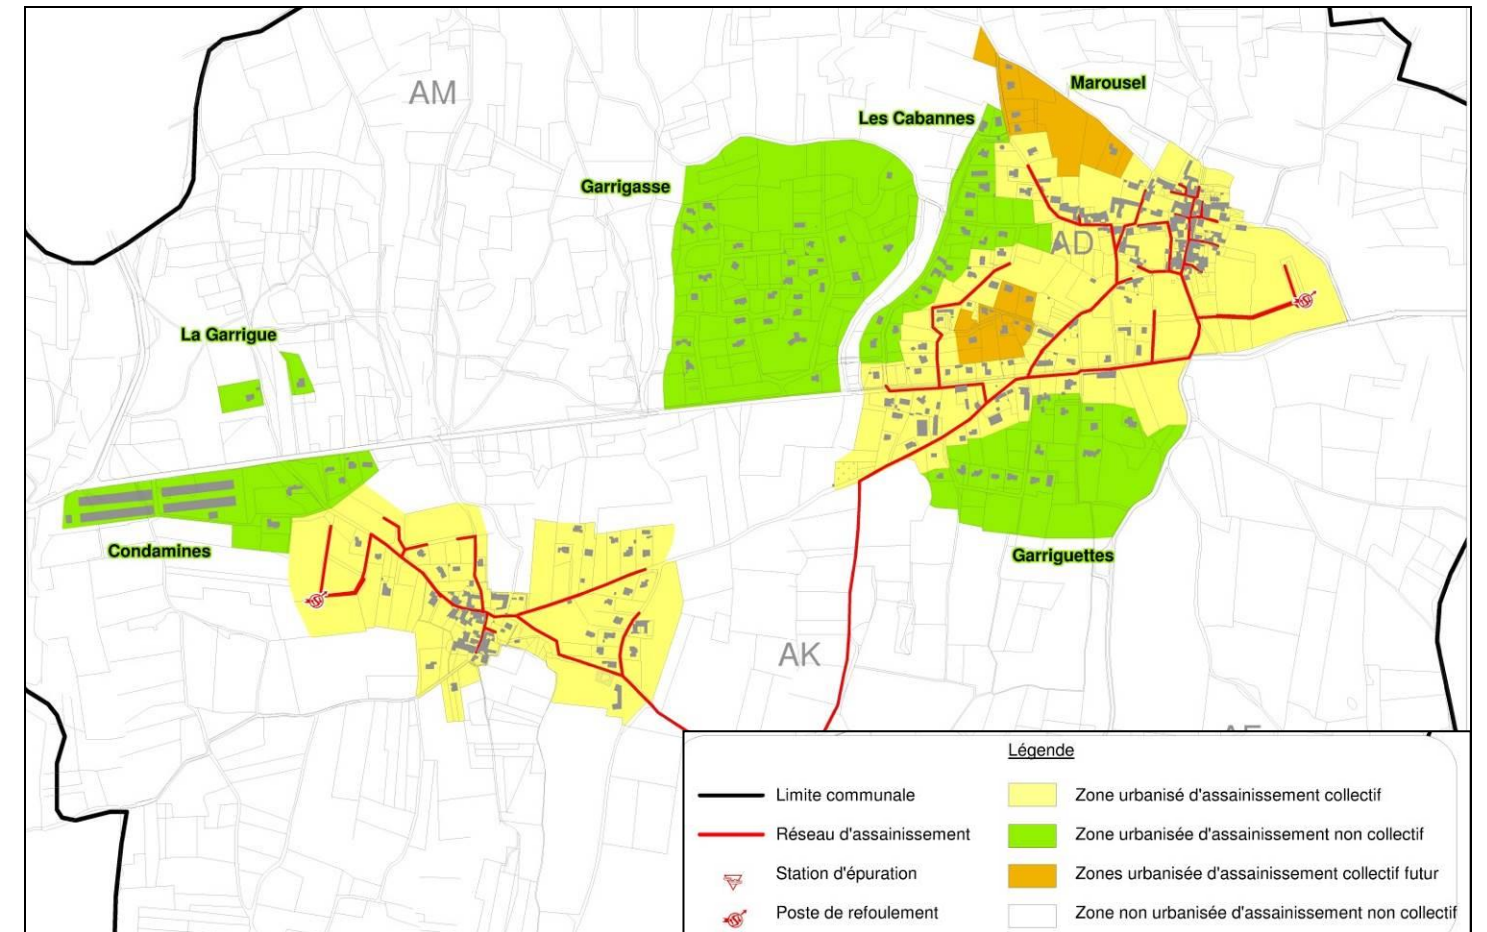 AM
Marousel
Les Cabannes
Garrigasse
AD
La Garrigue
Condamines
Garriguettes
AK
Légende
Limite communale
Zone urbanisé d'assainissement collectif
Réseau d'assainissement
Zone urbanisée d'assainissement non collectif
Station d'épuration
Zones urbanisée d'assainissement collectif futur
Poste de refoulement
Zone non urbanisée d'assainissement non collectif